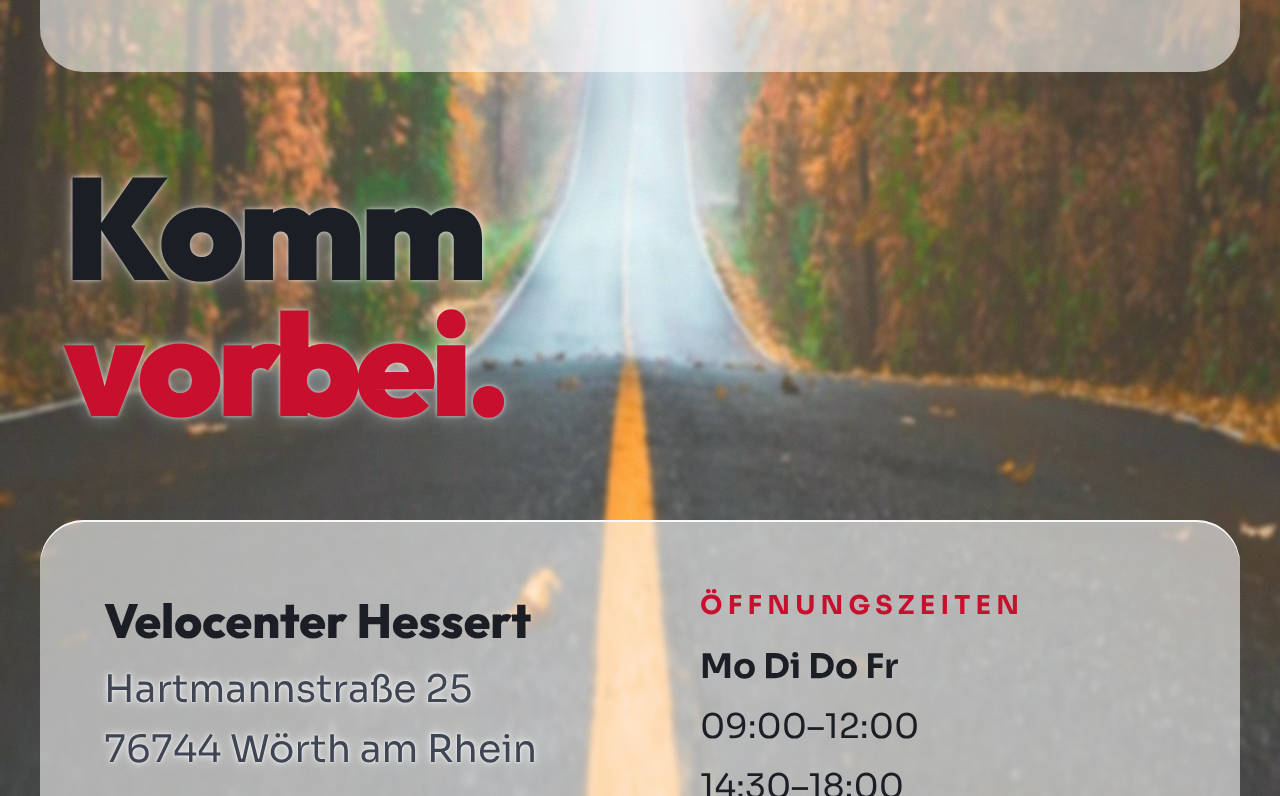 Komm
vorbei.
Velocenter Hessert
Hartmannstraße 25
76744 Wörth am Rhein
ÖFFNUNGSZEITEN
Mo Di Do Fr
09:00–12:00
14:30–18:00